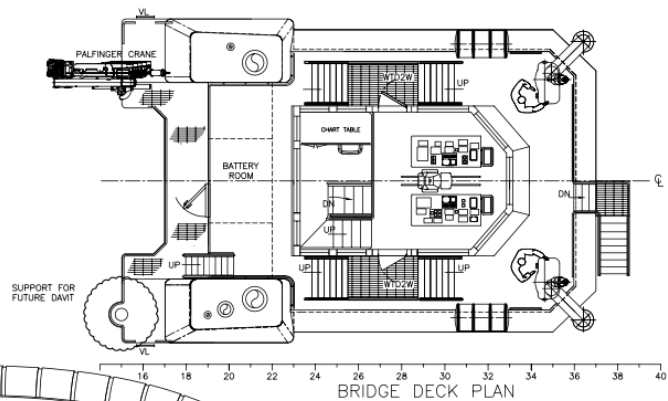 VL
PALFINGER CRANE
WTD2W
UP
UP
CHART TABLE
BATTERY
ROOM
℄
DN
DN
UP
UP
UP
WTD2W
UP
SUPPORT FOR
FUTURE DAVIT
VL
16 18 20 22 24 26 28 30 32 34 36 38 40
BRIDGE DECK PLAN